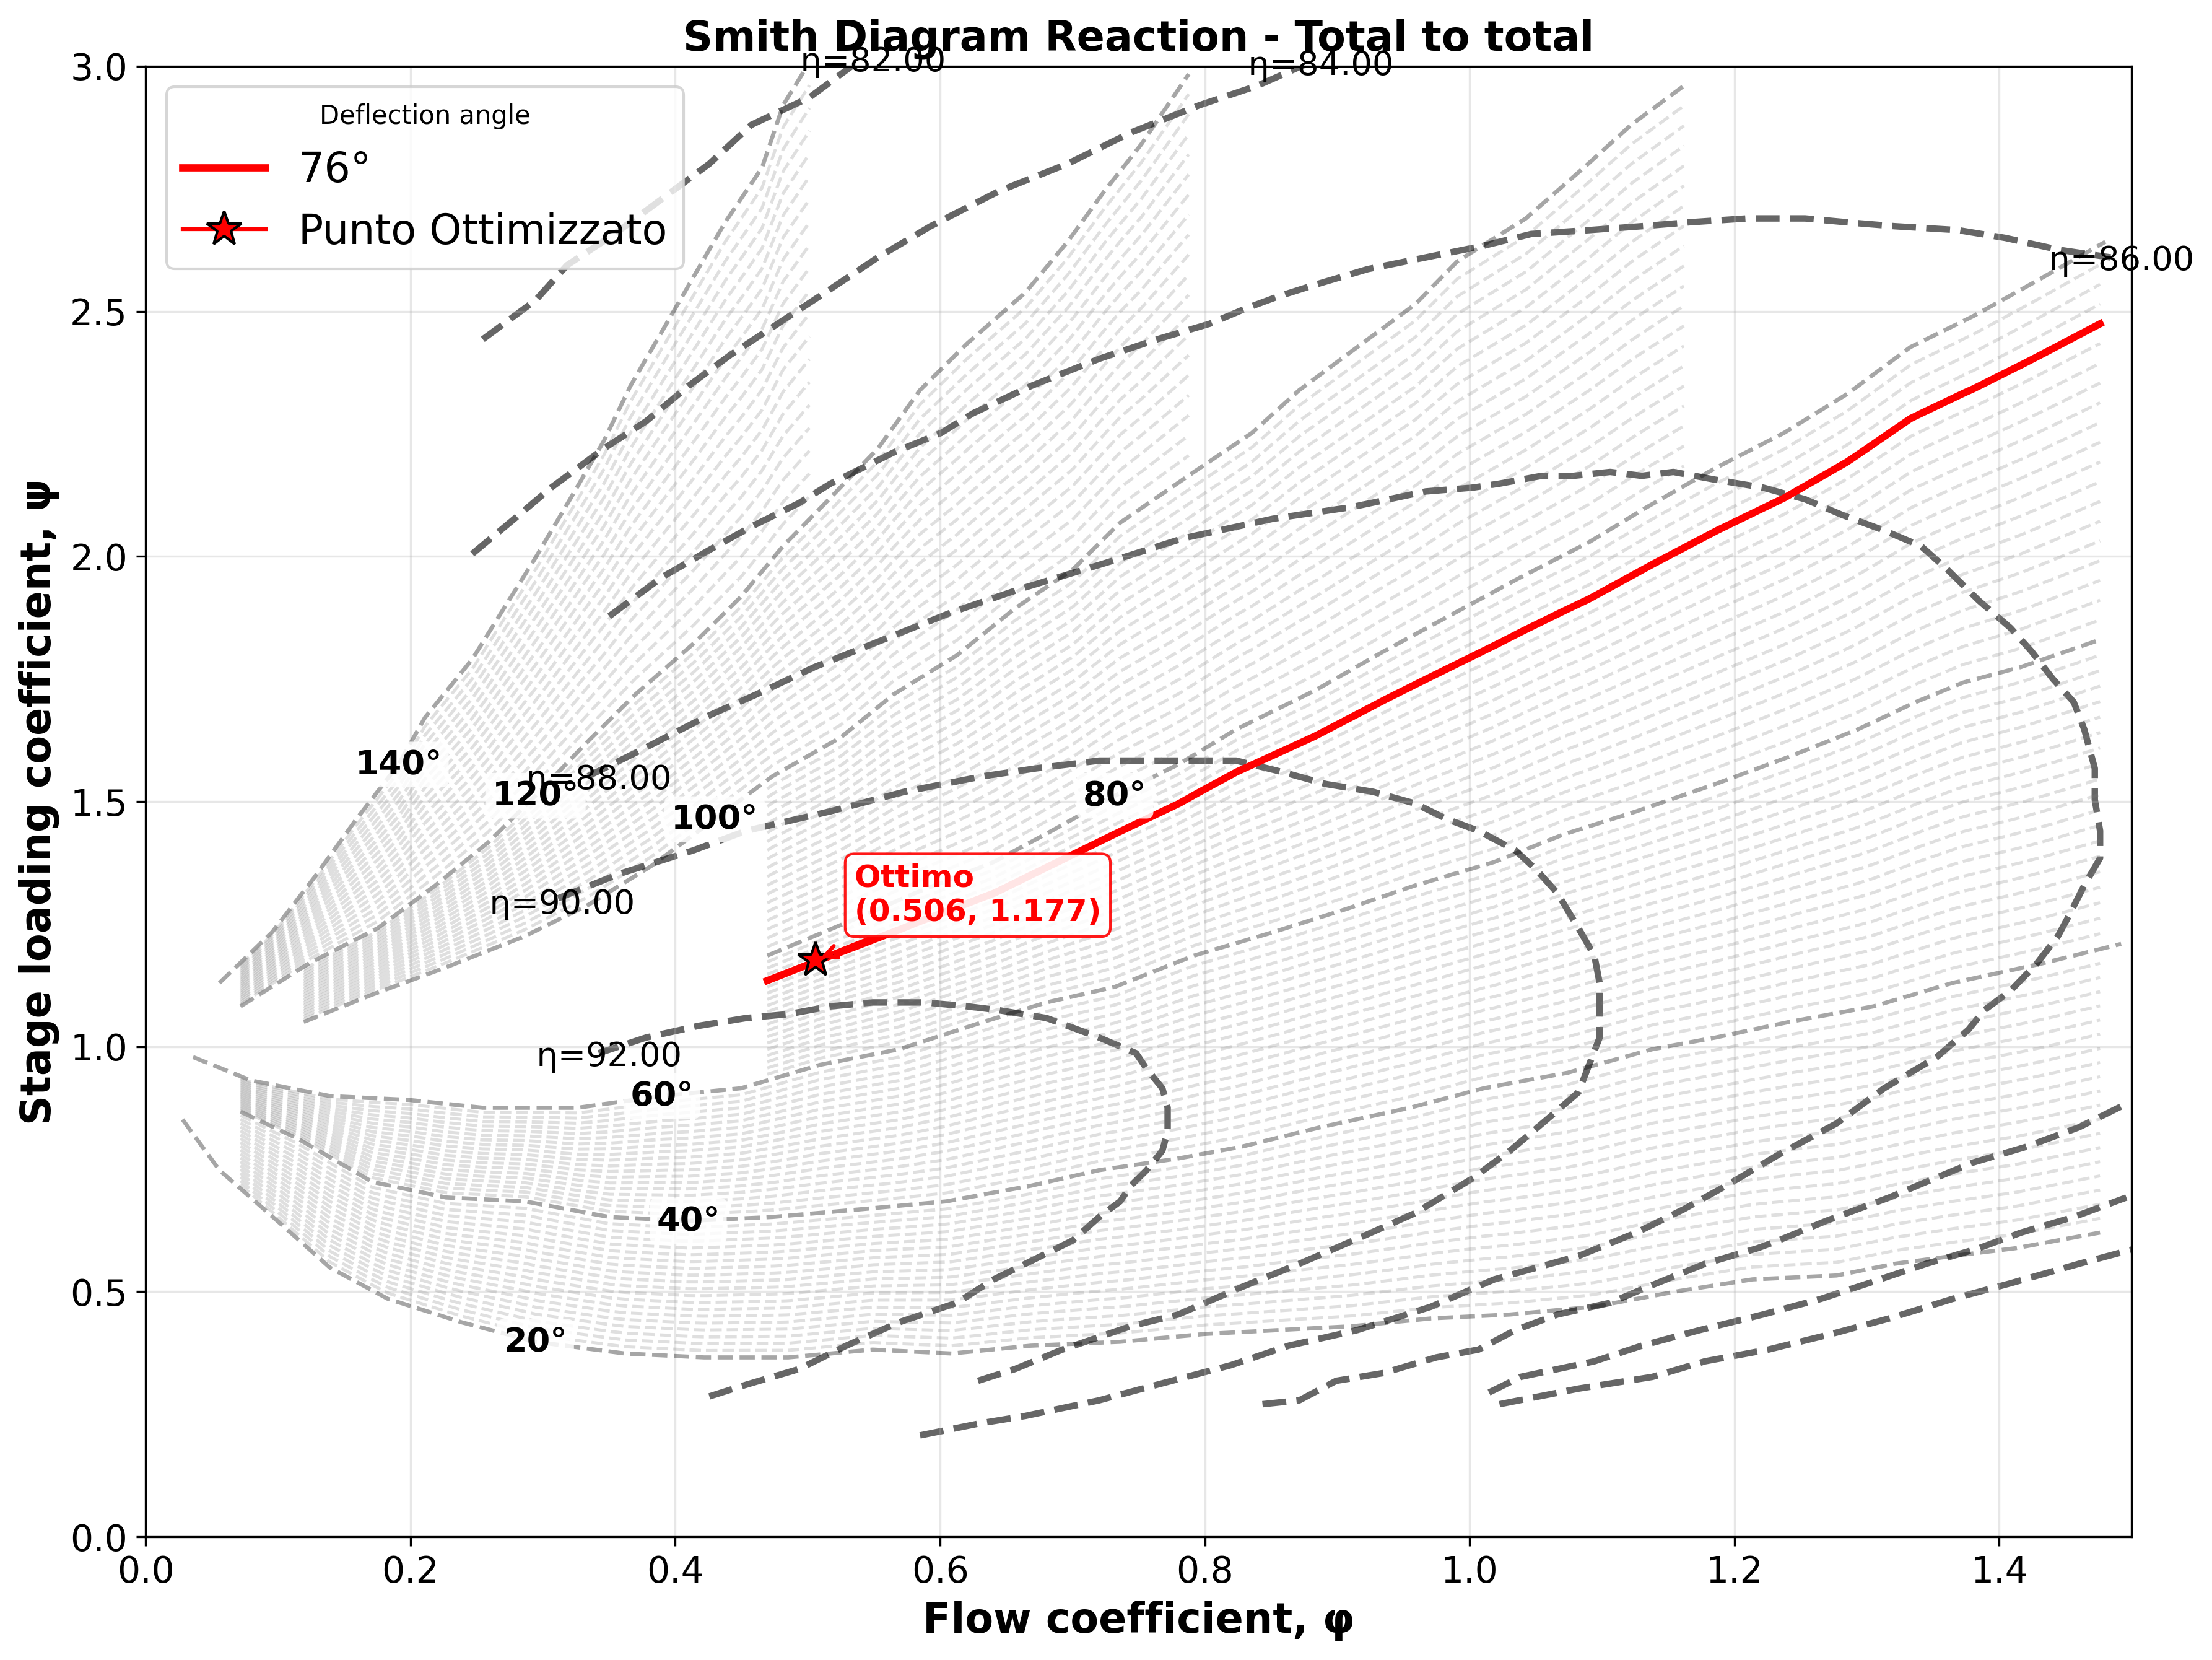 Smith Diagram Reaction - Total to total
η=82.00
η=84.00
3.0
Deflection angle
76°
Punto Ottimizzato
η=86.00
2.5
2.0
140°
η=88.00
120°
80°
1.5
100°
Ottimo
(0.506, 1.177)
η=90.00
η=92.00
1.0
60°
40°
0.5
20°
0.0
Stage loading coefficient, ψ
0.0 0.2 0.4 0.6 0.8 1.0 1.2 1.4
Flow coefficient, φ